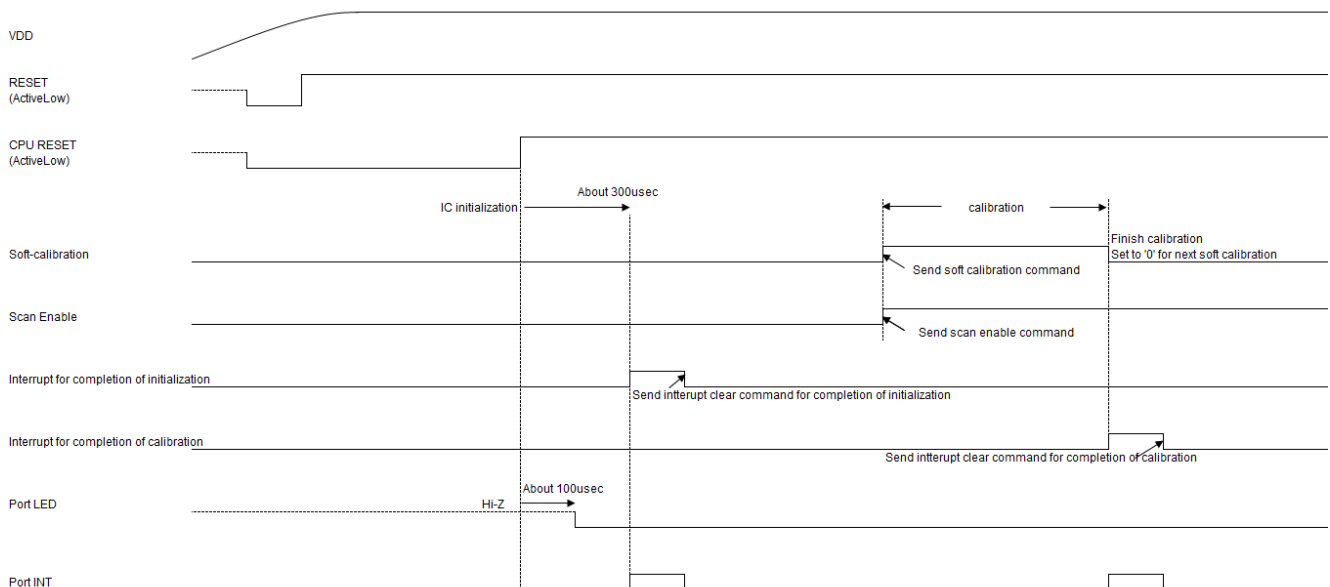 VDD
RESET
(ActiveLow)
CPU RESET
(ActiveLow)
About 300usec
IC initialization
calibration
Finish calibration
Soft-calibration
Set to '0' for next soft calibration
Send soft calibration command
Scan Enable
Send scan enable command
Interrupt for completion of initialization
Send intterupt clear command for completion of initialization
Interrupt for completion of calibration
Send intterupt clear command for completion of calibration
About 100usec
Port LED
Hi-Z
Port INT